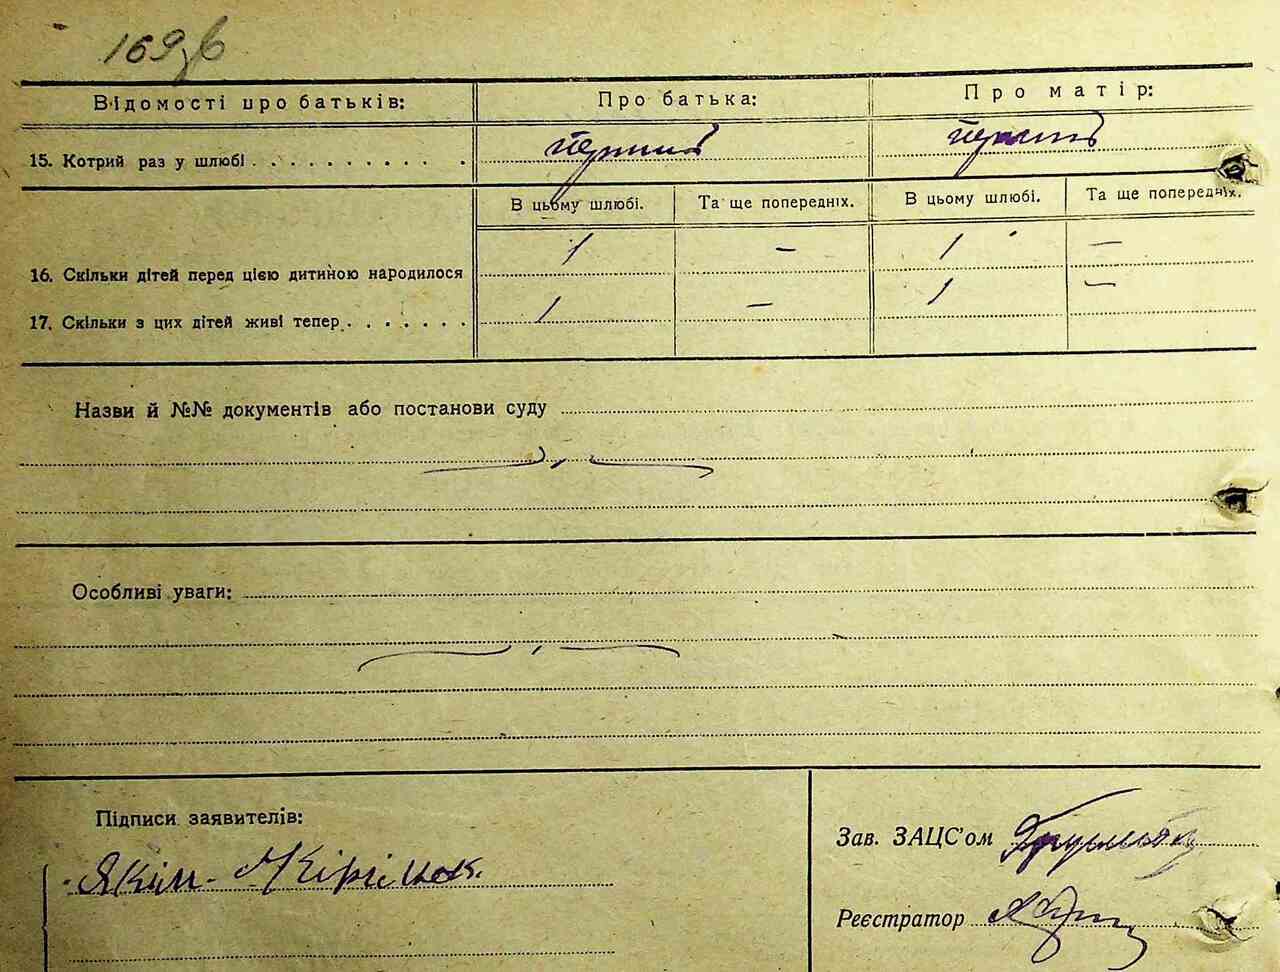 169зв
Відомості про батьків: Про батька: Про матір:
15. Котрий раз у шлюбі . . . . . . . . . . . перший перший
В цьому шлюбі. Та ще попередніх. В цьому шлюбі. Та ще попередніх.
16. Скільки дітей перед цією дитиною народилося 1 — 1 —
17. Скільки з цих дітей живі тепер . . . . . . . 1 — 1 —
Назви й №№ документів або постанови суду
Особливі уваги:
Підписи заявителів:
Зав. ЗАЦС'ом
Яким
Реєстратор